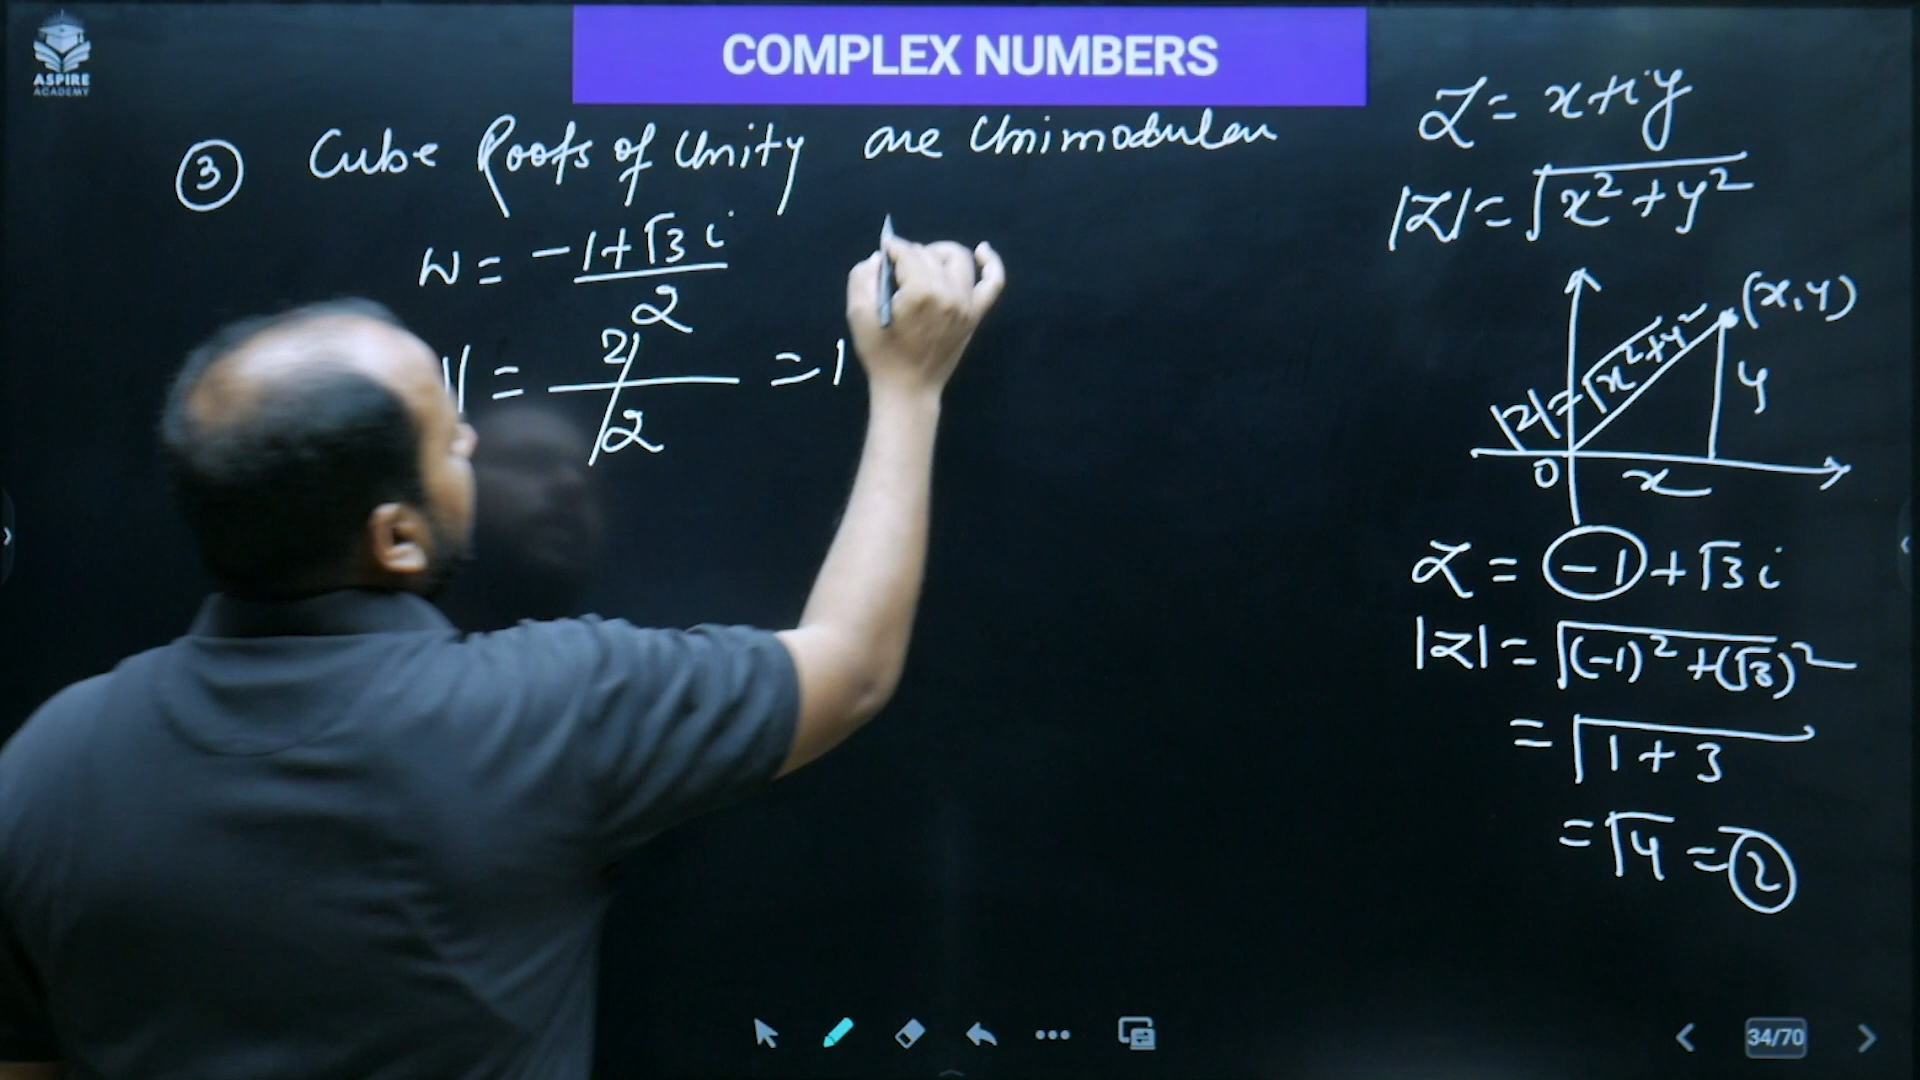 ASPIRE
ACADEMY
COMPLEX NUMBERS
③ Cube Roots of Unity are Unimodular
w = -1+√3 i / 2
| = 2 / 2 = 1
Z = x+iy
|Z| = √x²+y²
(x,y)
|Z| = √x²+y²
y
0
x
Z = -1+√3 i
|Z| = √(-1)²+(√3)²
= √1+3
= √4 = 2
34/70